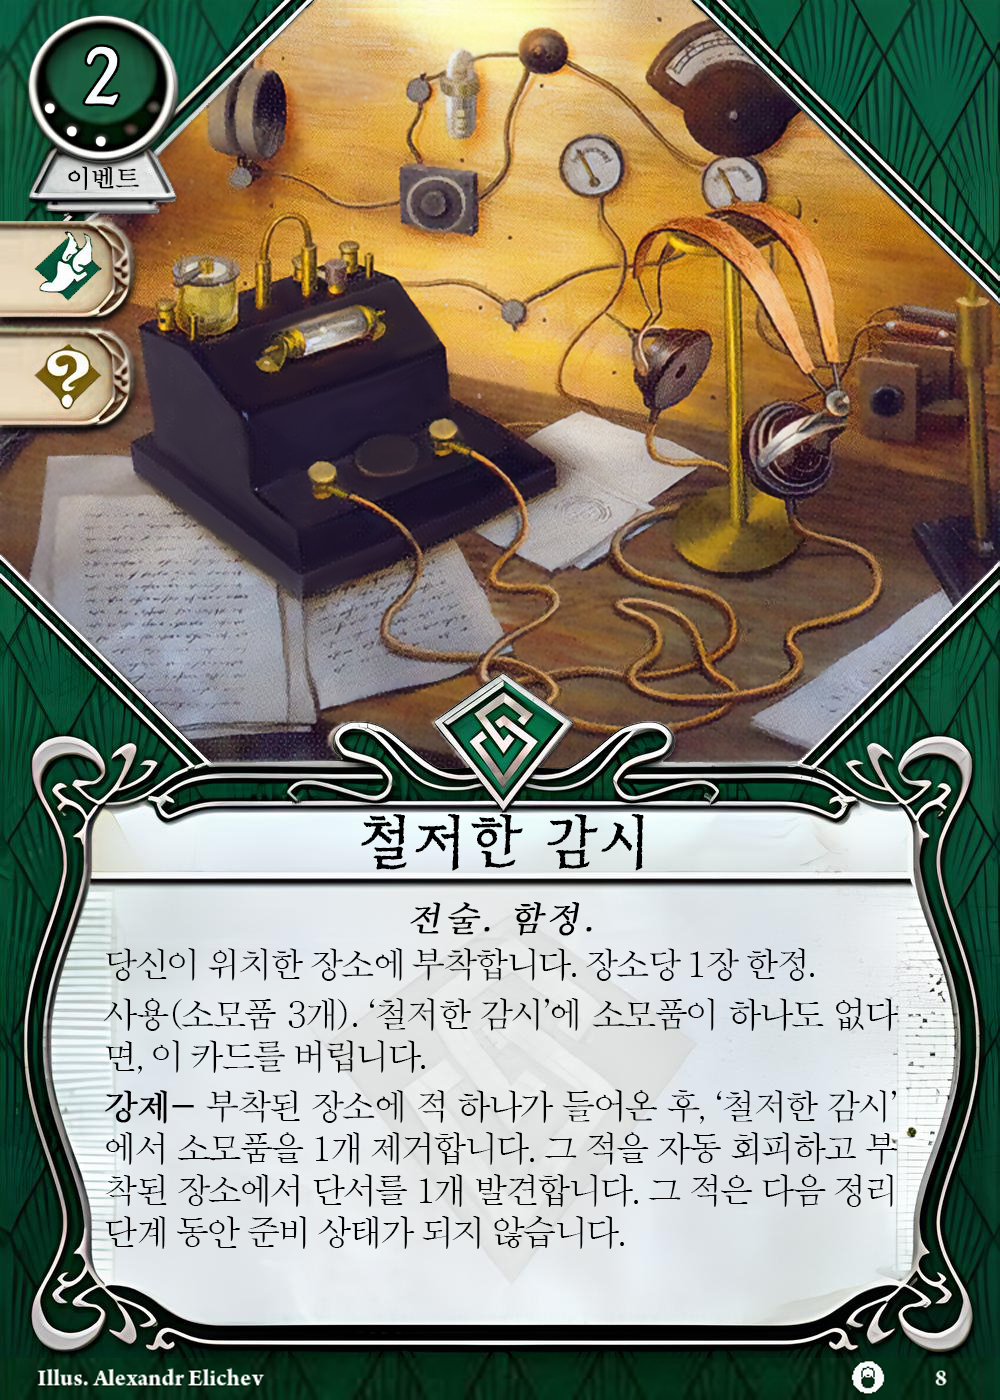 2
이벤트
철저한 감시
전술. 함정.
당신이 위치한 장소에 부착합니다. 장소당 1장 한정.
사용(소모품 3개). ‘철저한 감시’에 소모품이 하나도 없다
면, 이 카드를 버립니다.
강제– 부착된 장소에 적 하나가 들어온 후, ‘철저한 감시’
에서 소모품을 1개 제거합니다. 그 적을 자동 회피하고 부
착된 장소에서 단서를 1개 발견합니다. 그 적은 다음 정리
단계 동안 준비 상태가 되지 않습니다.
Illus. Alexandr Elichev
8